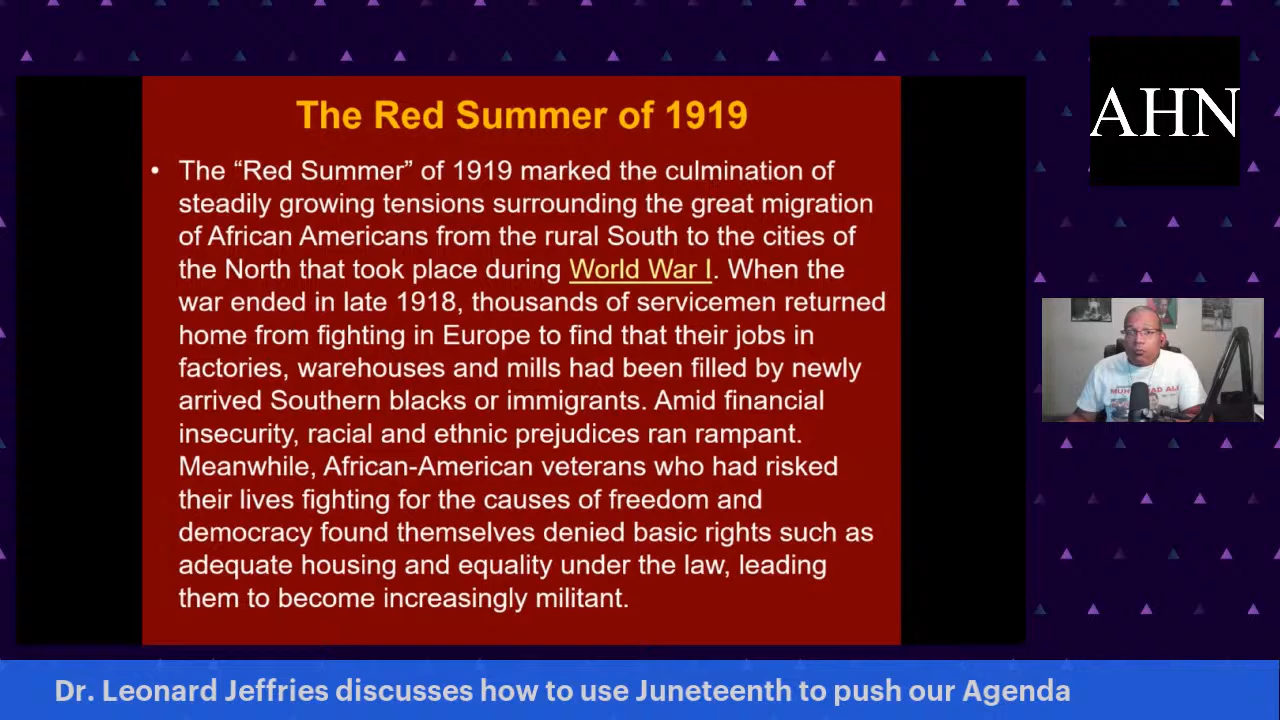 The Red Summer of 1919
• The “Red Summer” of 1919 marked the culmination of
steadily growing tensions surrounding the great migration
of African Americans from the rural South to the cities of
the North that took place during World War I. When the
war ended in late 1918, thousands of servicemen returned
home from fighting in Europe to find that their jobs in
factories, warehouses and mills had been filled by newly
arrived Southern blacks or immigrants. Amid financial
insecurity, racial and ethnic prejudices ran rampant.
Meanwhile, African-American veterans who had risked
their lives fighting for the causes of freedom and
democracy found themselves denied basic rights such as
adequate housing and equality under the law, leading
them to become increasingly militant.
AHN
Dr. Leonard Jeffries discusses how to use Juneteenth to push our Agenda